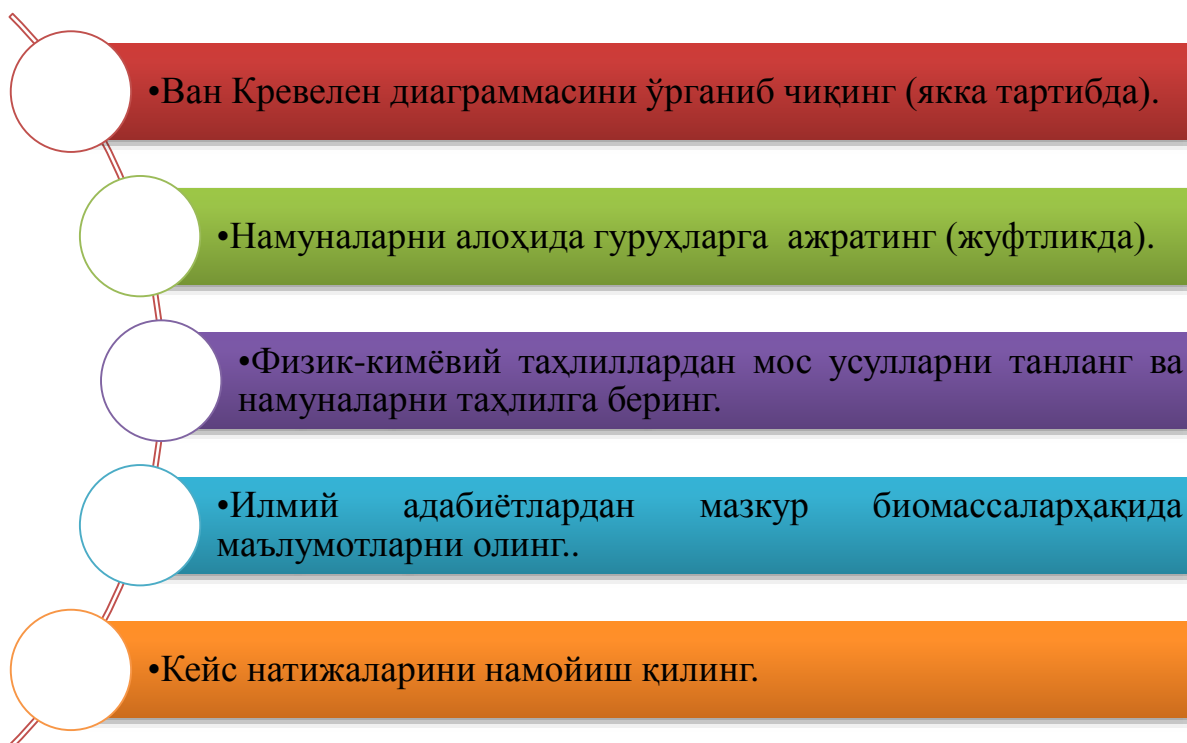 •Ван Кревелен диаграммасини ўрганиб чиқинг (якка тартибда).
•Намуналарни алоҳида гуруҳларга ажратинг (жуфтликда).
•Физик-кимёвий таҳлиллардан мос усулларни танланг ва
намуналарни таҳлилга беринг.
•Илмий адабиётлардан мазкур биомассаларҳақида
маълумотларни олинг..
•Кейс натижаларини намойиш қилинг.